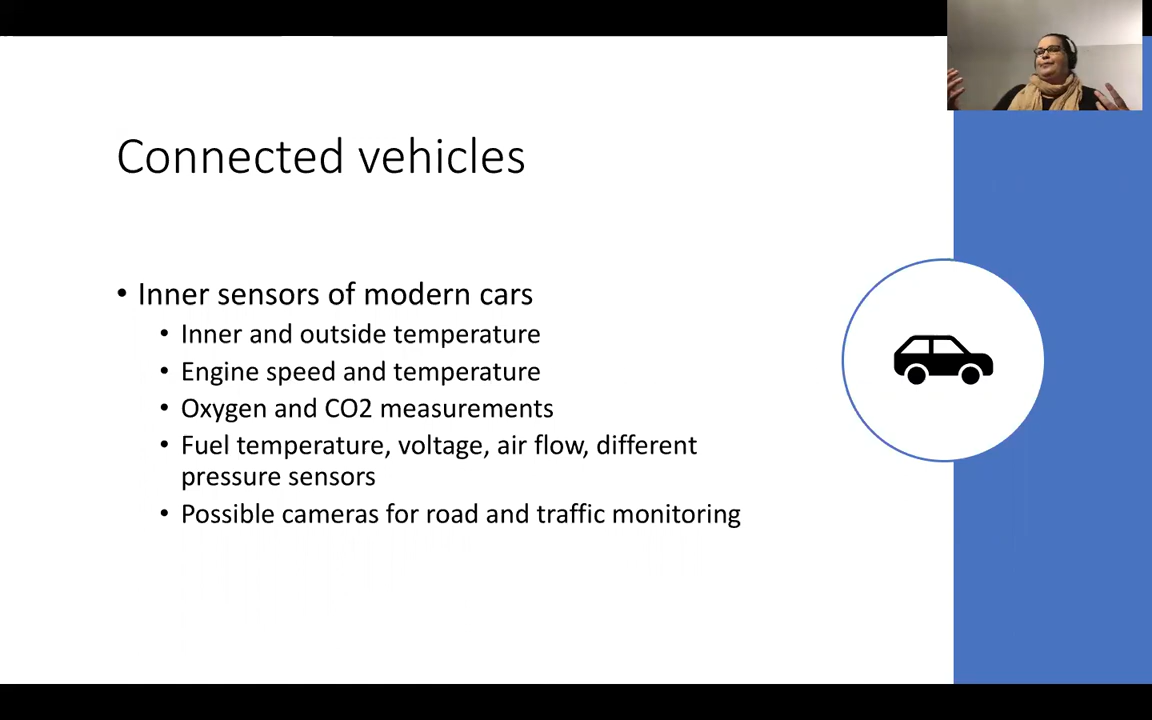 Connected vehicles
• Inner sensors of modern cars
• Inner and outside temperature
• Engine speed and temperature
• Oxygen and CO2 measurements
• Fuel temperature, voltage, air flow, different
pressure sensors
• Possible cameras for road and traffic monitoring